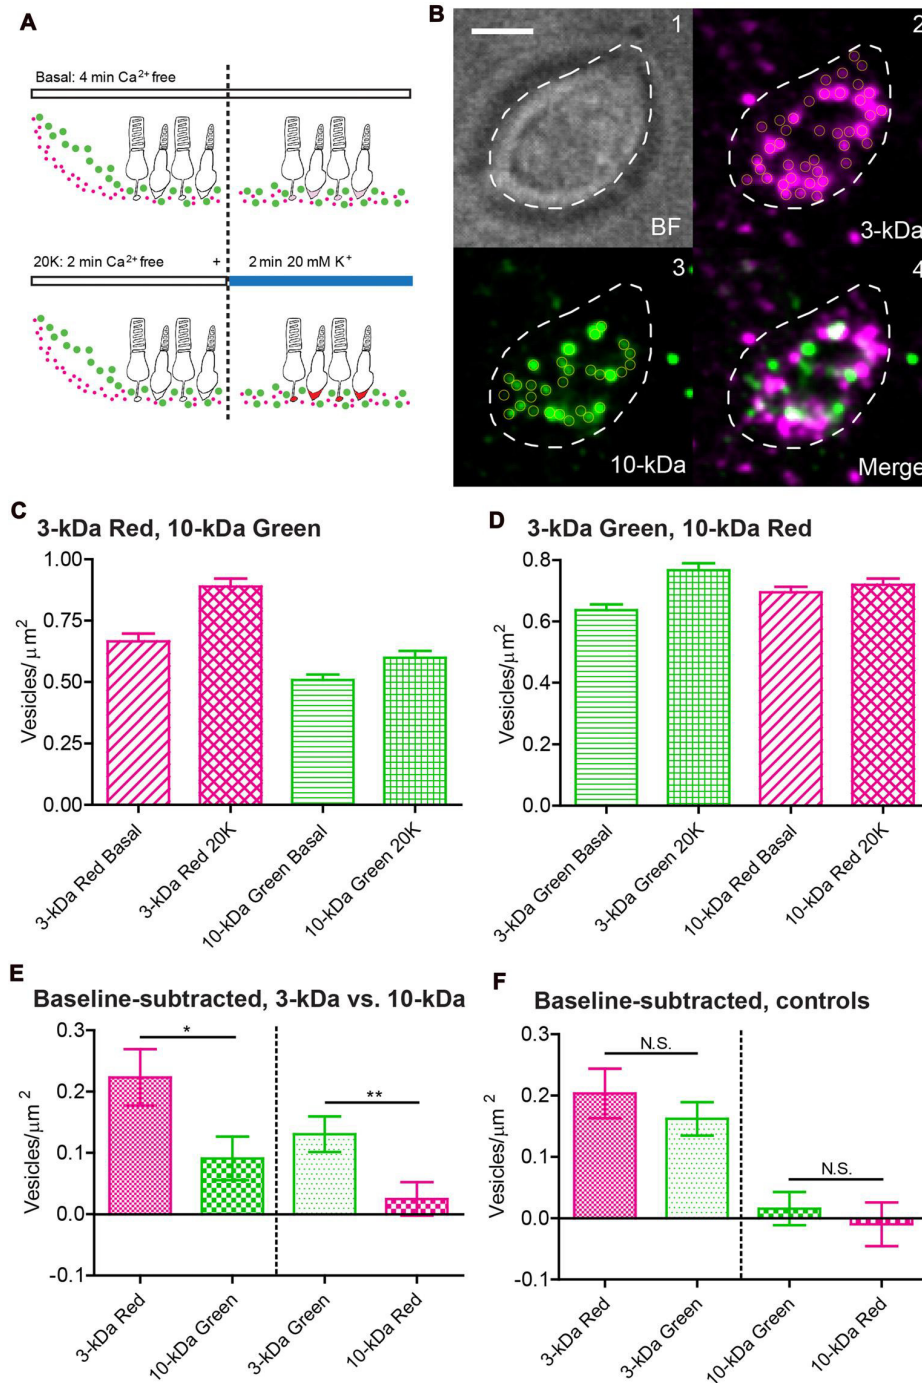 A
Basal: 4 min Ca²⁺ free
20K: 2 min Ca²⁺ free + 2 min 20 mM K⁺
B
1
BF
2
3-kDa
3
10-kDa
4
Merge
C
3-kDa Red, 10-kDa Green
Vesicles/μm²
1.00
0.75
0.50
0.25
0.00
3-kDa Red Basal
3-kDa Red 20K
10-kDa Green Basal
10-kDa Green 20K
D
3-kDa Green, 10-kDa Red
Vesicles/μm²
0.8
0.6
0.4
0.2
0.0
3-kDa Green Basal
3-kDa Green 20K
10-kDa Red Basal
10-kDa Red 20K
E
Baseline-subtracted, 3-kDa vs. 10-kDa
Vesicles/μm²
0.3
0.2
0.1
0.0
-0.1
*
**
3-kDa Red
10-kDa Green
3-kDa Green
10-kDa Red
F
Baseline-subtracted, controls
Vesicles/μm²
0.3
0.2
0.1
0.0
-0.1
N.S.
N.S.
3-kDa Red
3-kDa Green
10-kDa Green
10-kDa Red